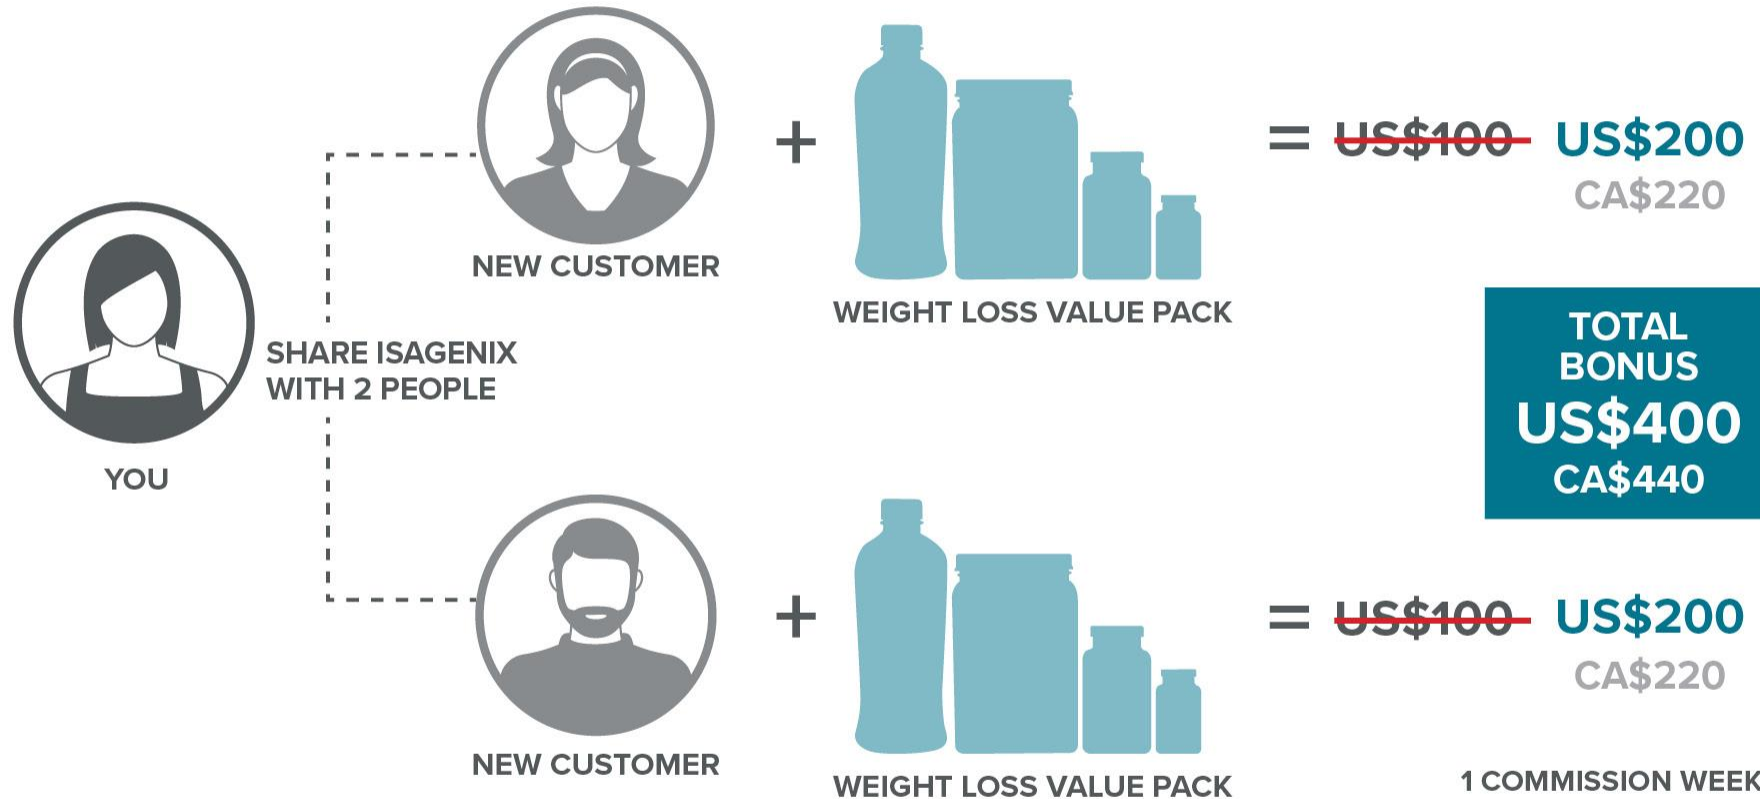 NEW CUSTOMER
+
WEIGHT LOSS VALUE PACK
= US$100 US$200
CA$220
YOU
SHARE ISAGENIX
WITH 2 PEOPLE
TOTAL
BONUS
US$400
CA$440
NEW CUSTOMER
+
WEIGHT LOSS VALUE PACK
= US$100 US$200
CA$220
1 COMMISSION WEEK